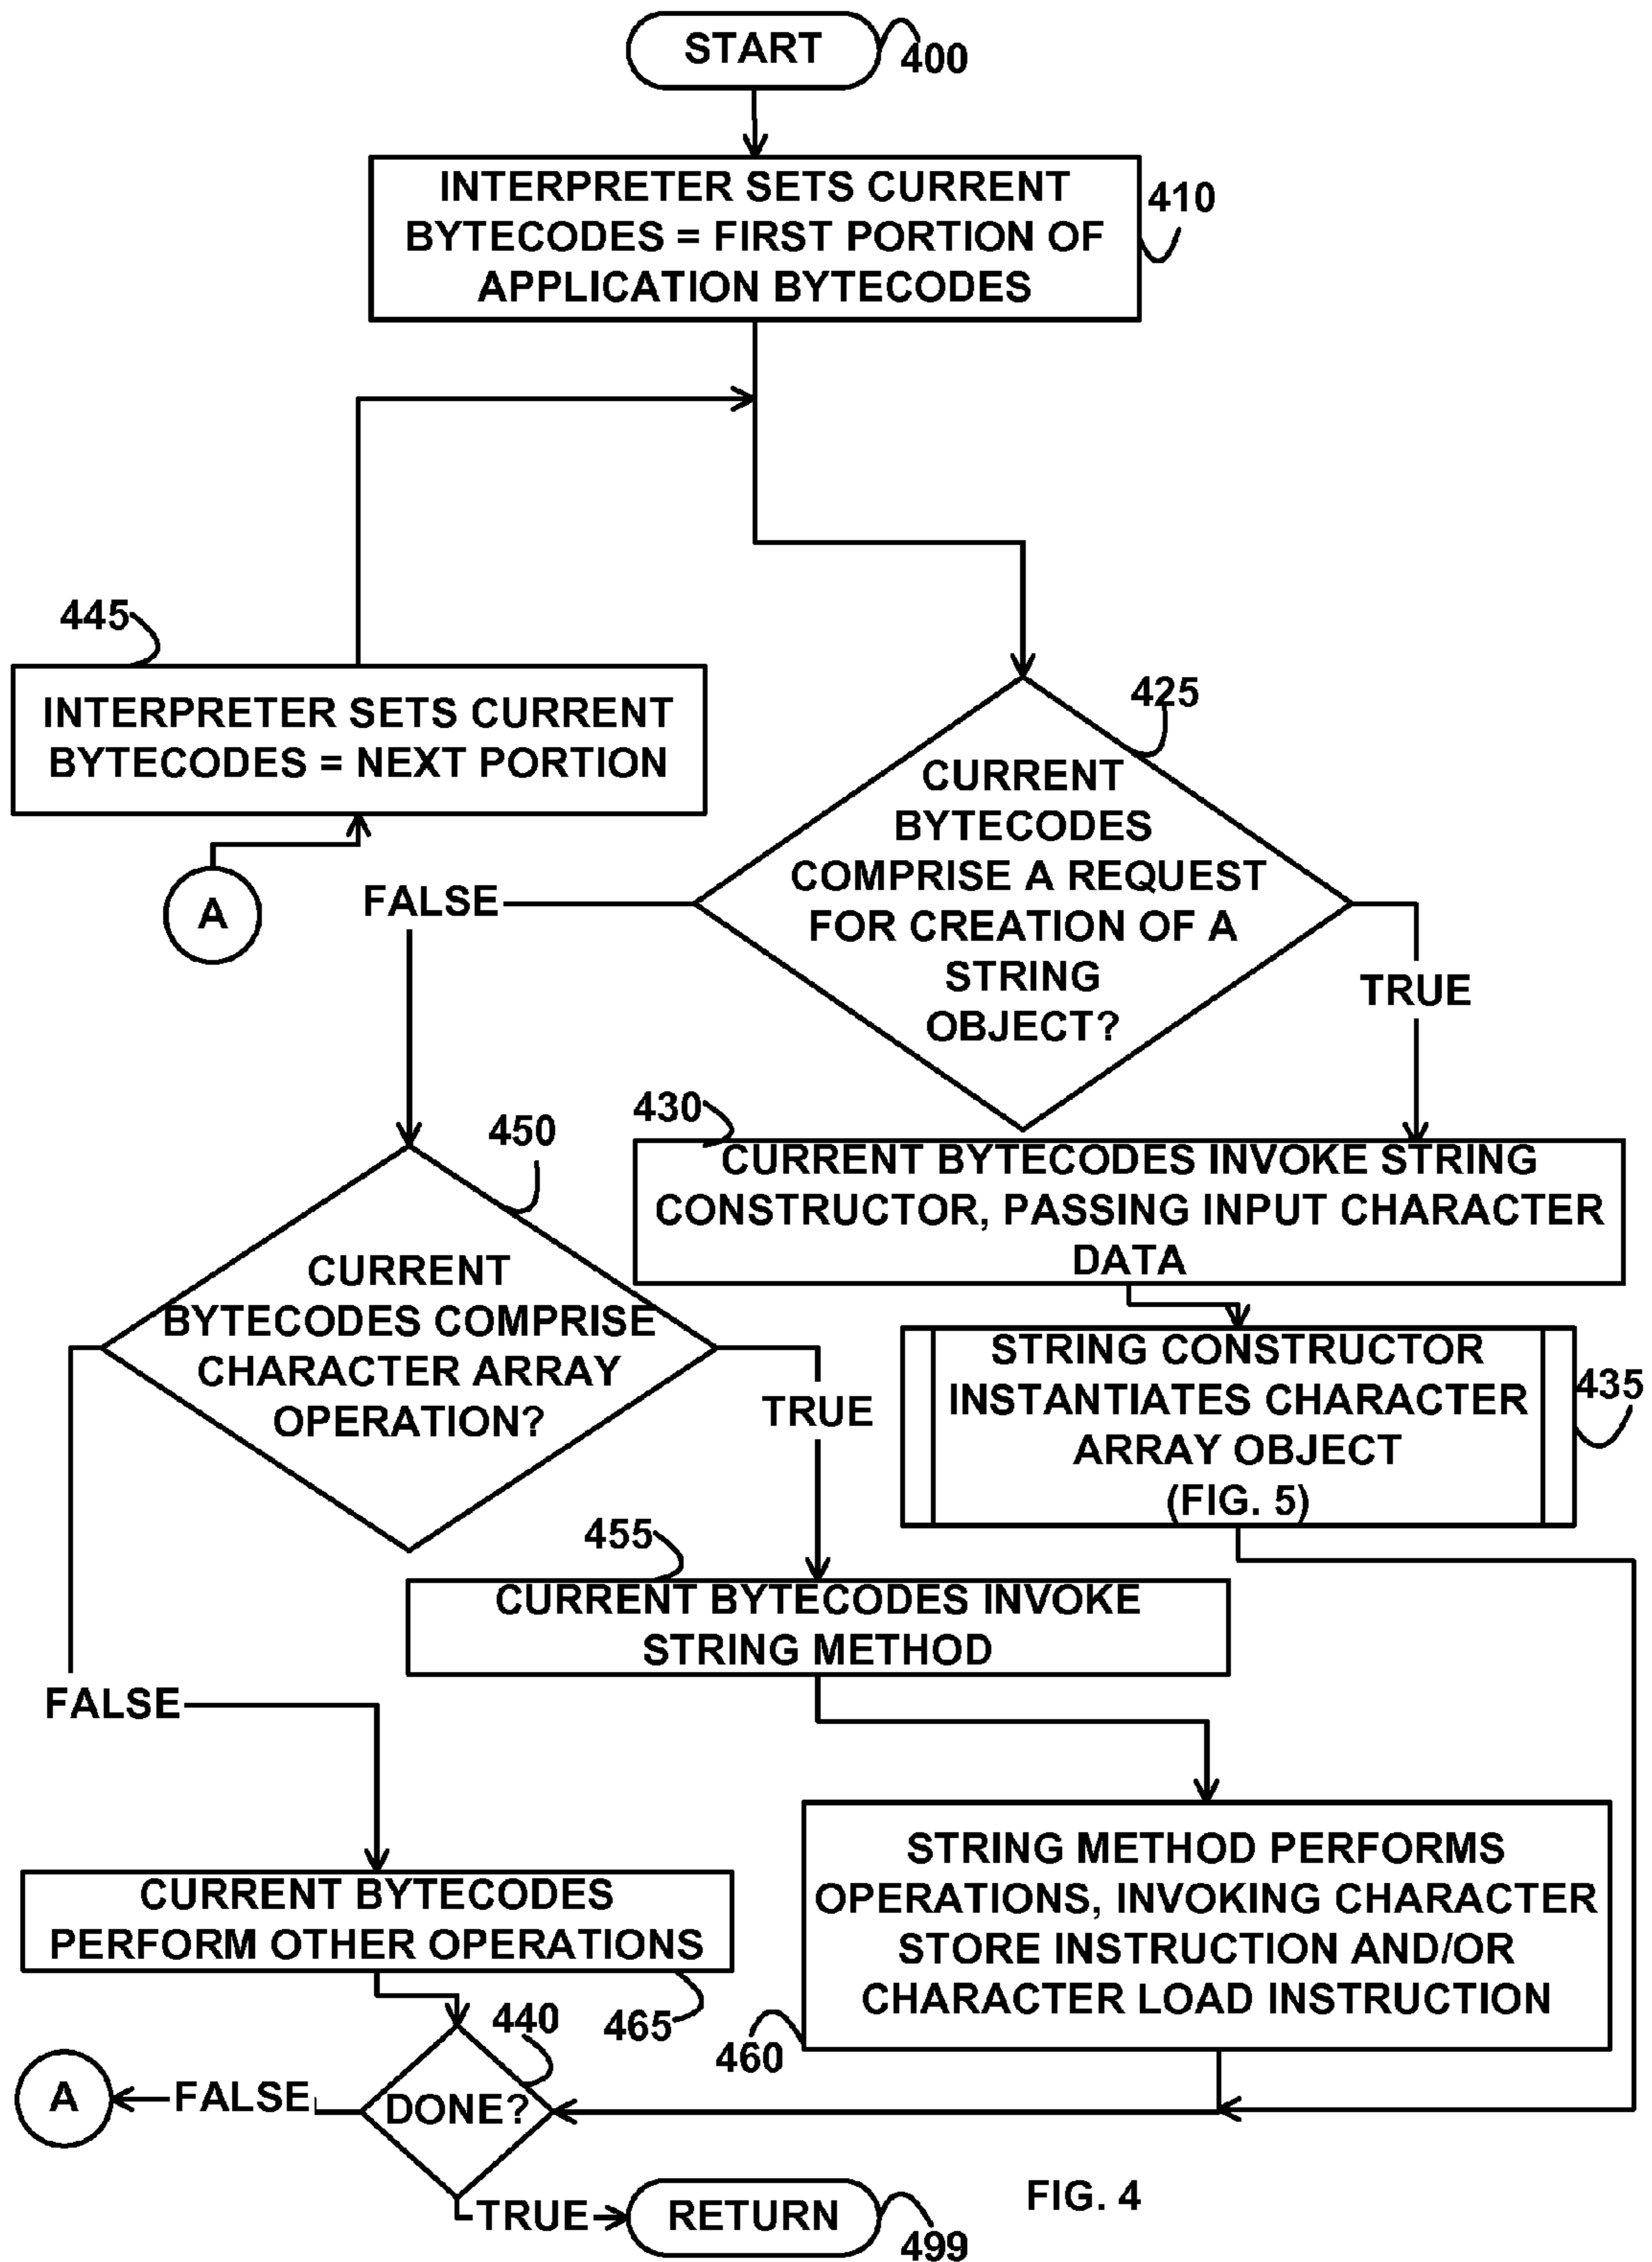 START
400
INTERPRETER SETS CURRENT
BYTECODES = FIRST PORTION OF
APPLICATION BYTECODES
410
445
INTERPRETER SETS CURRENT
BYTECODES = NEXT PORTION
A
425
CURRENT
BYTECODES
COMPRISE A REQUEST
FOR CREATION OF A
STRING
OBJECT?
FALSE
TRUE
430
CURRENT BYTECODES INVOKE STRING
CONSTRUCTOR, PASSING INPUT CHARACTER
DATA
450
CURRENT
BYTECODES COMPRISE
CHARACTER ARRAY
OPERATION?
TRUE
STRING CONSTRUCTOR
INSTANTIATES CHARACTER
ARRAY OBJECT
(FIG. 5)
435
455
CURRENT BYTECODES INVOKE
STRING METHOD
FALSE
STRING METHOD PERFORMS
OPERATIONS, INVOKING CHARACTER
STORE INSTRUCTION AND/OR
CHARACTER LOAD INSTRUCTION
460
CURRENT BYTECODES
PERFORM OTHER OPERATIONS
465
440
DONE?
FALSE
A
TRUE
RETURN
499
FIG. 4